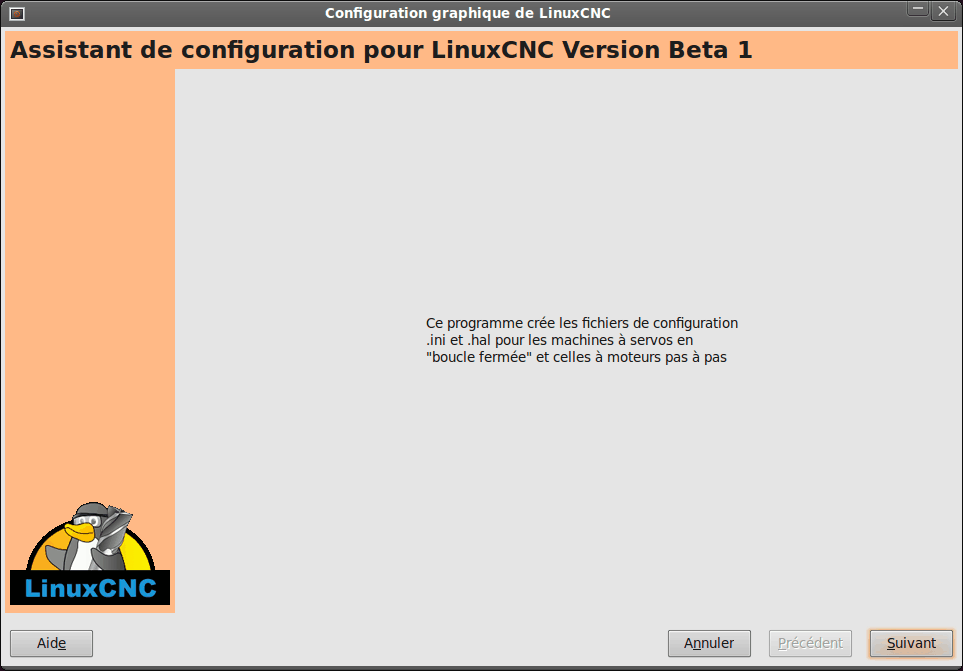 Configuration graphique de LinuxCNC
Assistant de configuration pour LinuxCNC Version Beta 1
Ce programme crée les fichiers de configuration
.ini et .hal pour les machines à servos en
"boucle fermée" et celles à moteurs pas à pas
LinuxCNC
Aide
Annuler
Précédent
Suivant